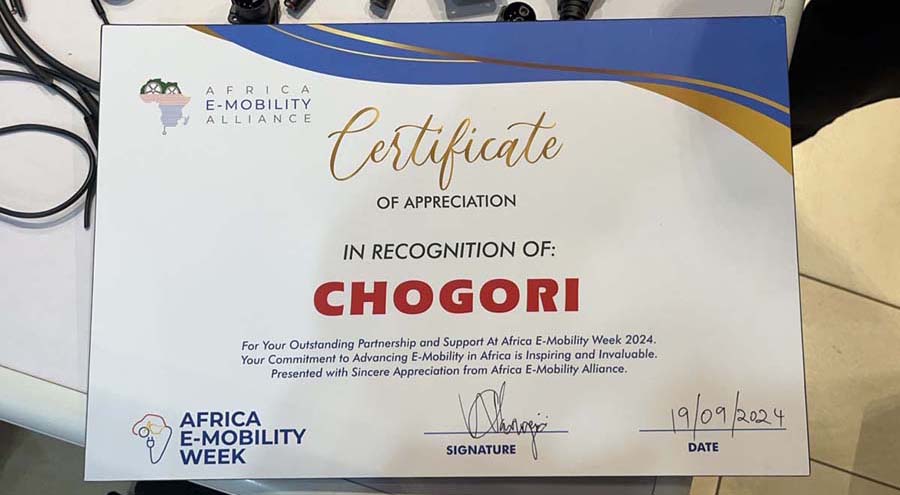 AFRICA
E-MOBILITY
ALLIANCE
Certificate
OF APPRECIATION
IN RECOGNITION OF:
CHOGORI
For Your Outstanding Partnership and Support At Africa E-Mobility Week 2024.
Your Commitment to Advancing E-Mobility in Africa is Inspiring and Invaluable.
Presented with Sincere Appreciation from Africa E-Mobility Alliance.
AFRICA
E-MOBILITY
WEEK
SIGNATURE
19/09/2024
DATE